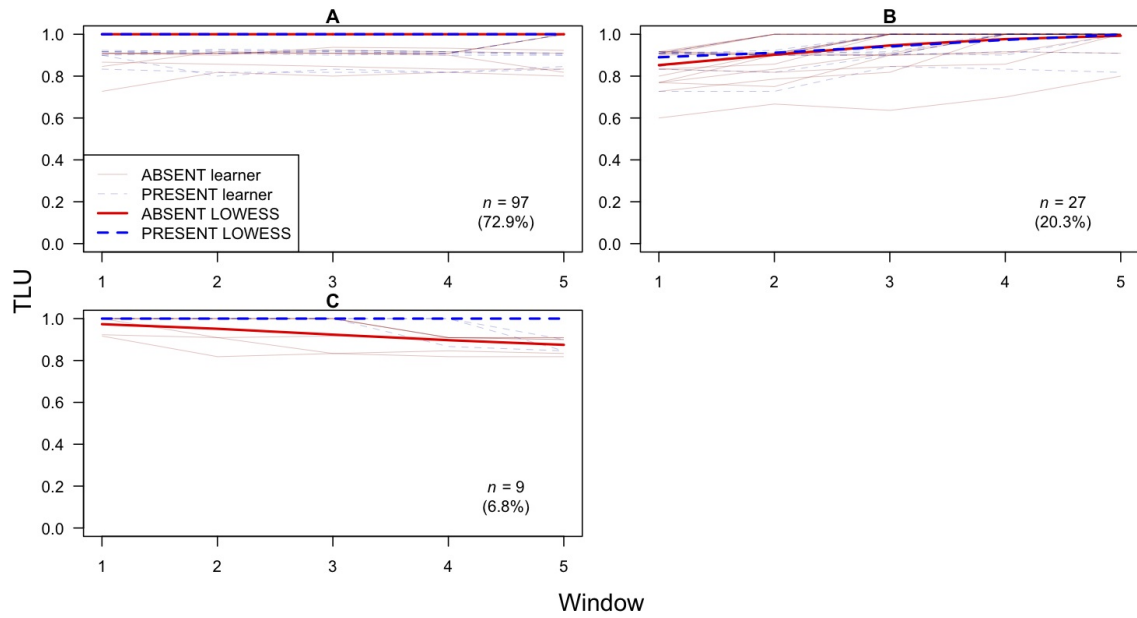 A
B
1.0
0.8
0.6
0.4
0.2
0.0
ABSENT learner
PRESENT learner
ABSENT LOWESS
PRESENT LOWESS
n = 97
(72.9%)
1 2 3 4 5
1.0
0.8
0.6
0.4
0.2
0.0
n = 27
(20.3%)
1 2 3 4 5
TLU
C
1.0
0.8
0.6
0.4
0.2
0.0
n = 9
(6.8%)
1 2 3 4 5
Window